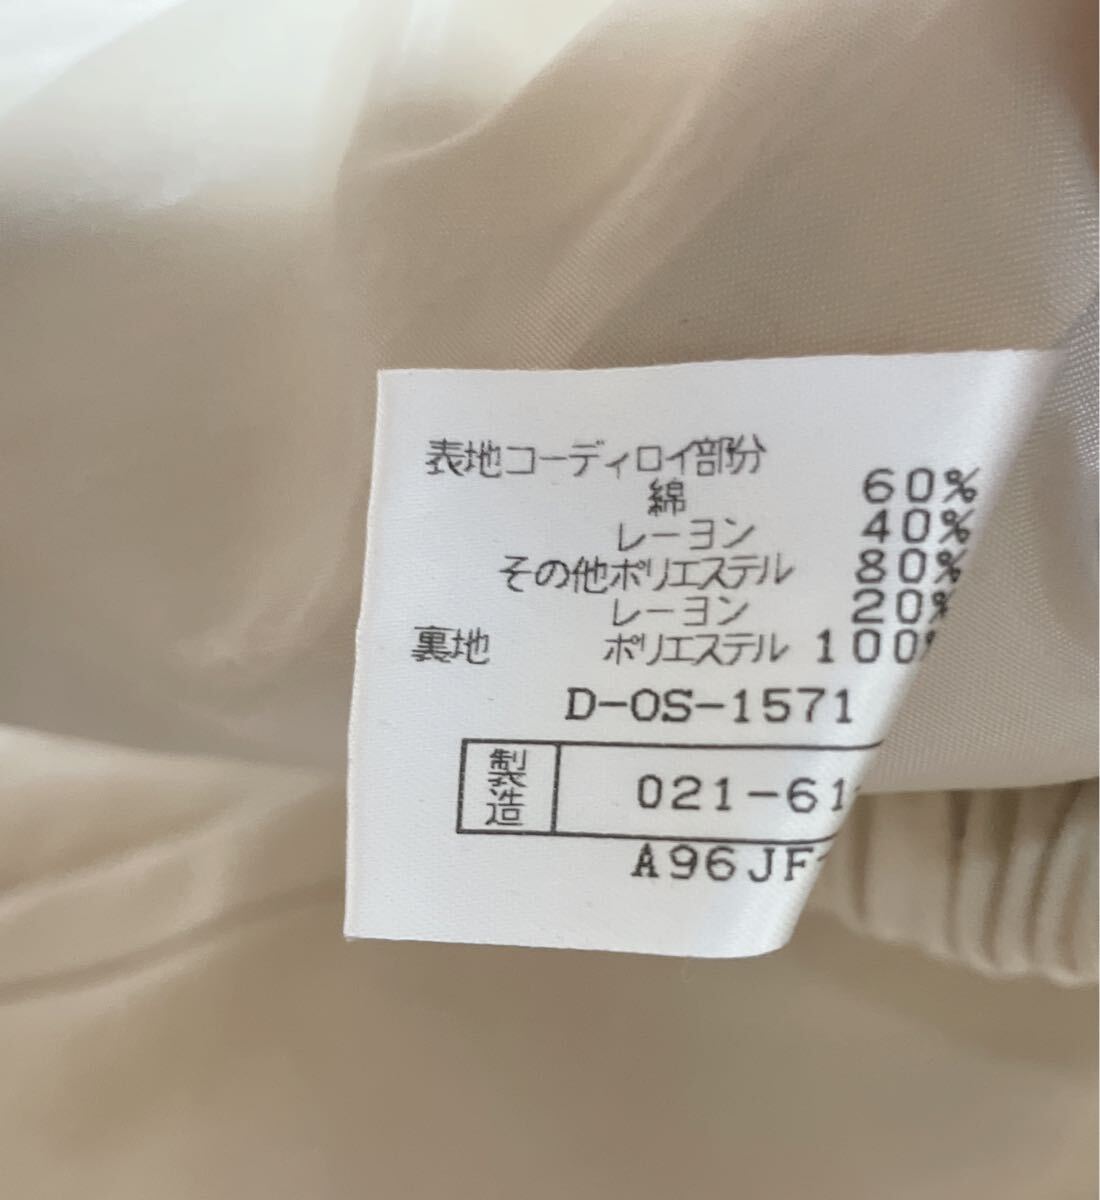 表地コーディロイ部分
綿 60%
レーヨン 40%
その他ポリエステル 80%
レーヨン 20%
裏地 ポリエステル 100%
D-OS-1571
製造 021-61
A96JF